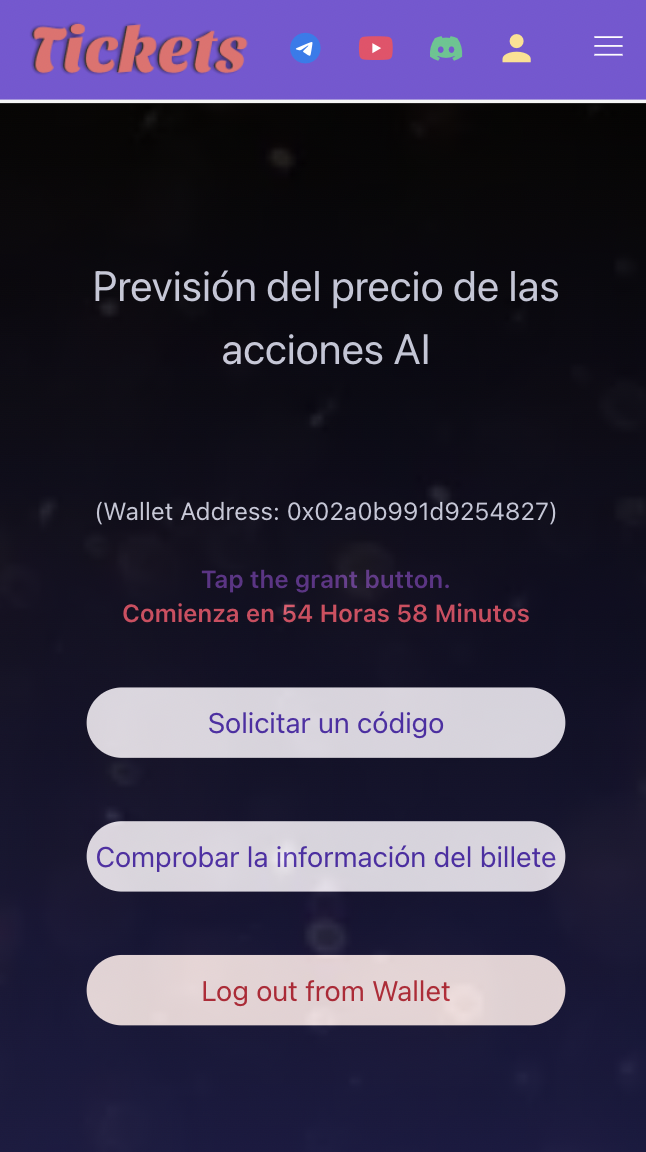 Tickets
Previsión del precio de las
acciones AI
(Wallet Address: 0x02a0b991d9254827)
Tap the grant button.
Comienza en 54 Horas 58 Minutos
Solicitar un código
Comprobar la información del billete
Log out from Wallet